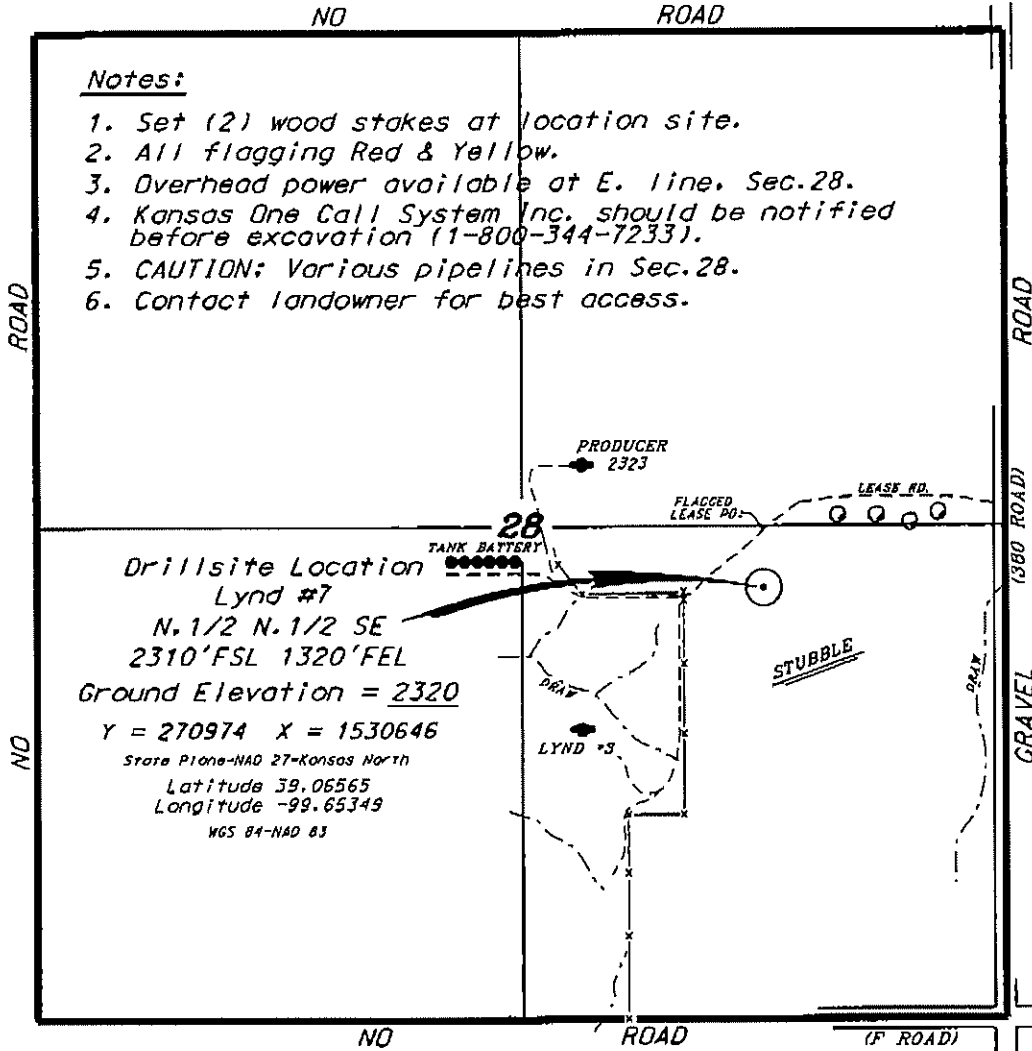 NO ROAD
Notes:
1. Set (2) wood stakes at location site.
2. All flagging Red & Yellow.
3. Overhead power available at E. line. Sec.28.
4. Kansas One Call System Inc. should be notified
before excavation (1-800-344-7233).
5. CAUTION: Various pipelines in Sec.28.
6. Contact landowner for best access.
ROAD
ROAD
PRODUCER
2323
LEASE RD.
FLAGGED
LEASE PO.
28
TANK BATTERY
(380 ROAD)
Drillsite Location
Lynd #7
N.1/2 N.1/2 SE
2310'FSL 1320'FEL
STUBBLE
DRAW
DRAW
Ground Elevation = 2320
GRAVEL
Y = 270974 X = 1530646
LYND #3
NO
State Plane-NAD 27-Kansas North
Latitude 39.06565
Longitude -99.65349
WGS 84-NAD 83
NO ROAD (F ROAD)